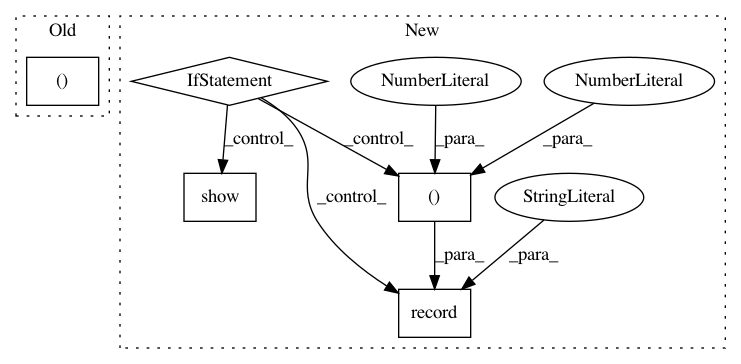 Old
New
()
IfStatement
NumberLiteral
NumberLiteral
_control_
_control_
_para_
_para_
show
()
StringLiteral
_control_
_para_
_para_
record